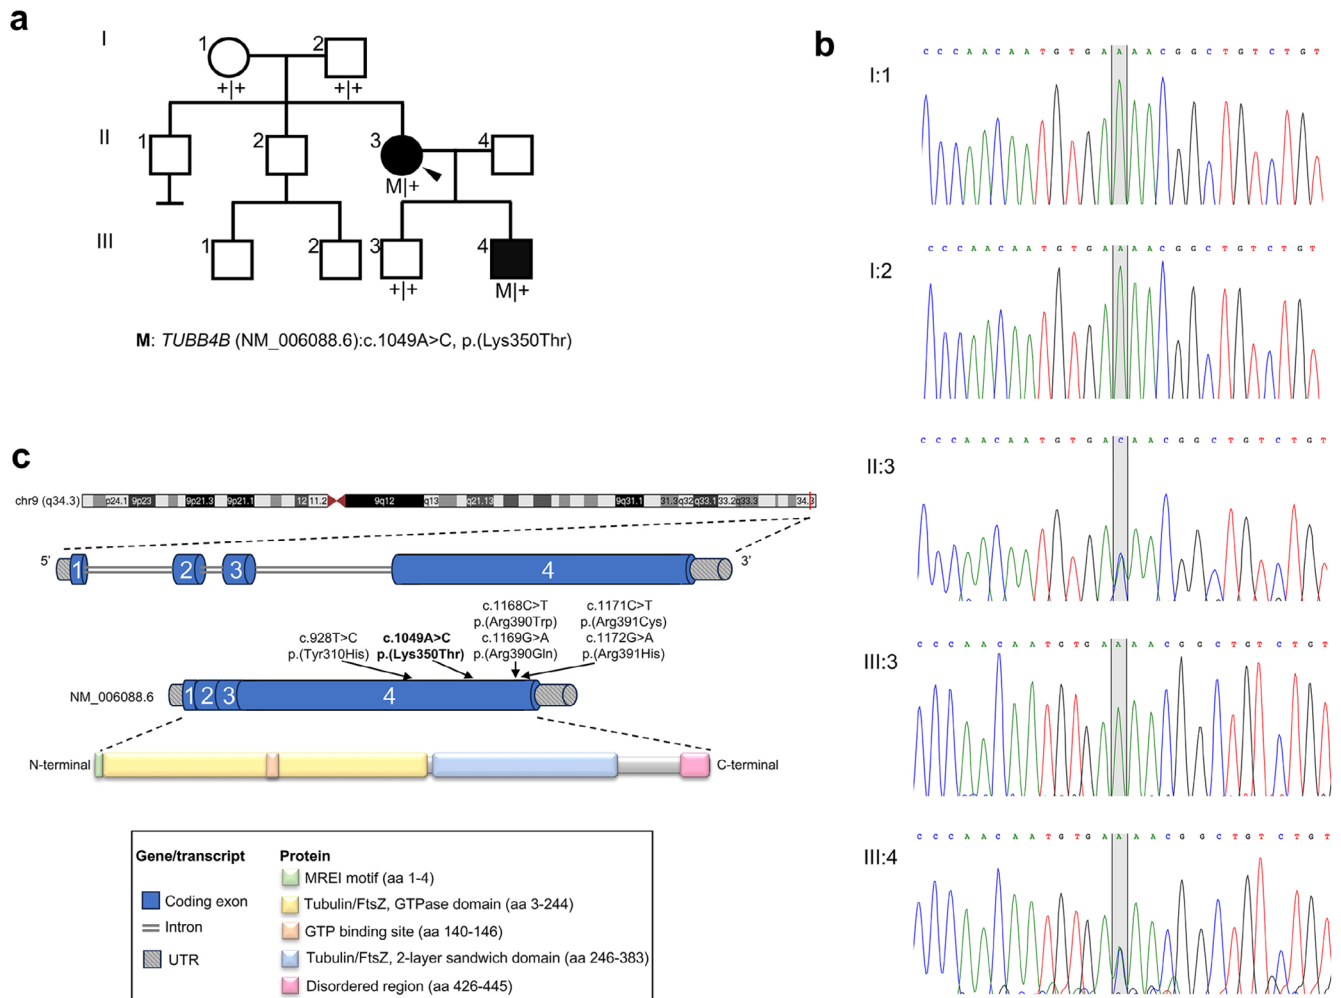 a
I
1
2
+|+
+|+
II
1
2
3
4
M|+
III
1
2
3
4
+|+
M|+
M: TUBB4B (NM_006088.6):c.1049A>C, p.(Lys350Thr)
b
C C C A A C A A T G T G A A A A C G G C T G T C T G T
I:1
C C C A A C A A T G T G A A A A C G G C T G T C T G T
I:2
C C C A A C A A T G T G A C A A C G G C T G T C T G T
II:3
C C C A A C A A T G T G A A A A C G G C T G T C T G T
III:3
C C C A A C A A T G T G A A A A C G G C T G T C T G T
III:4
c
chr9 (q34.3)
p24.1 9p23 9p21.3 9p21.1 12 11.2 9q12 q13 q21.13 9q31.1 31.3 q32 q33.1 33.2 q33.3 34.3
5'
1 2 3 4
3'
c.928T>C
p.(Tyr310His)
c.1049A>C
p.(Lys350Thr)
c.1168C>T
p.(Arg390Trp)
c.1169G>A
p.(Arg390Gln)
c.1171C>T
p.(Arg391Cys)
c.1172G>A
p.(Arg391His)
NM_006088.6
1 2 3 4
N-terminal
C-terminal
Gene/transcript
Coding exon
Intron
UTR
Protein
MREI motif (aa 1-4)
Tubulin/FtsZ, GTPase domain (aa 3-244)
GTP binding site (aa 140-146)
Tubulin/FtsZ, 2-layer sandwich domain (aa 246-383)
Disordered region (aa 426-445)